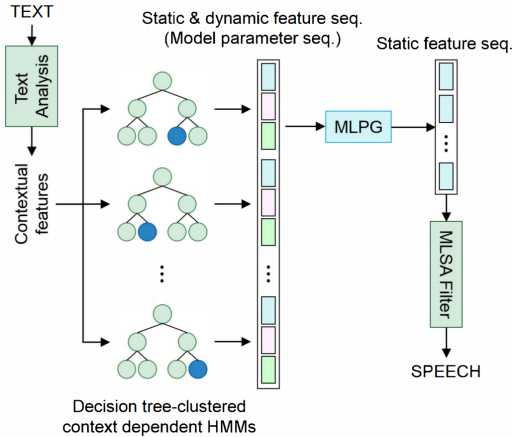 TEXT
Static & dynamic feature seq.
(Model parameter seq.)
Static feature seq.
Text
Analysis
MLPG
Contextual
features
MLSA Filter
SPEECH
Decision tree-clustered
context dependent HMMs